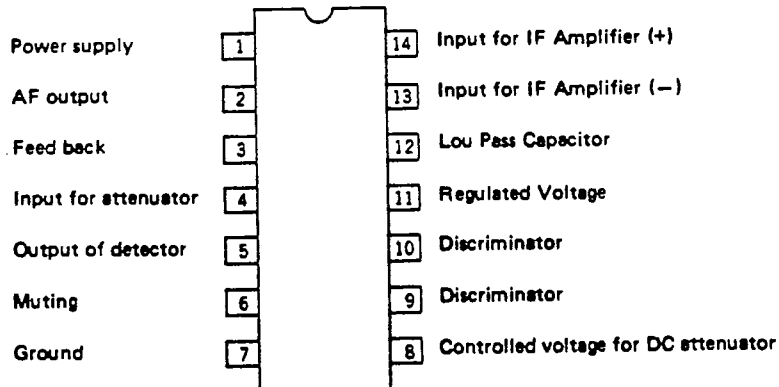 Power supply 1 14 Input for IF Amplifier (+)
AF output 2 13 Input for IF Amplifier (−)
Feed back 3 12 Lou Pass Capacitor
Input for attenuator 4 11 Regulated Voltage
Output of detector 5 10 Discriminator
Muting 6 9 Discriminator
Ground 7 8 Controlled voltage for DC attenuator